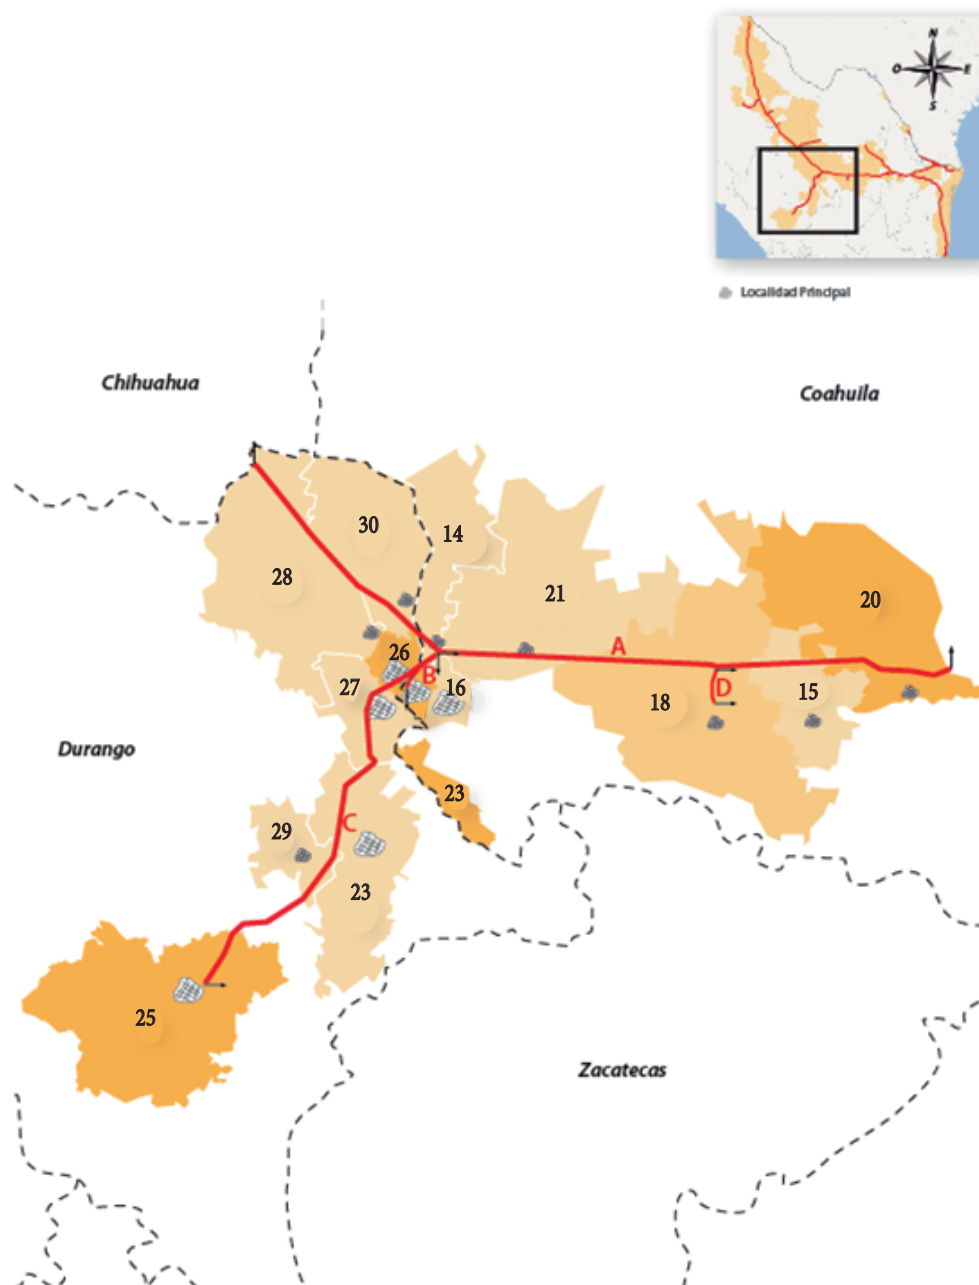 N
O E
S
Localidad Principal
Chihuahua
Coahuila
30
14
28
21
20
A
26
B
27
16
18
D
15
Durango
23
C
29
23
25
Zacatecas